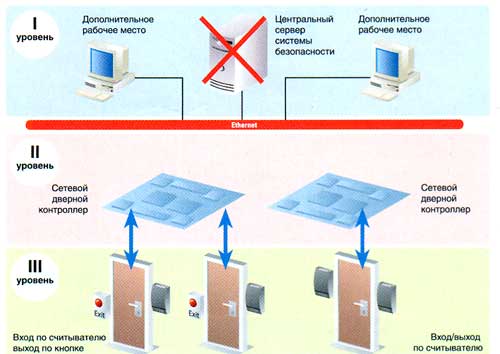 I
уровень
Дополнительное
рабочее место
Центральный
сервер
системы
безопасности
Дополнительное
рабочее место
Ethernet
II
уровень
Сетевой
дверной
контроллер
Сетевой
дверной
контроллер
III
уровень
Exit
Exit
Вход по считывателю
выход по кнопке
Вход/выход
по считывателю